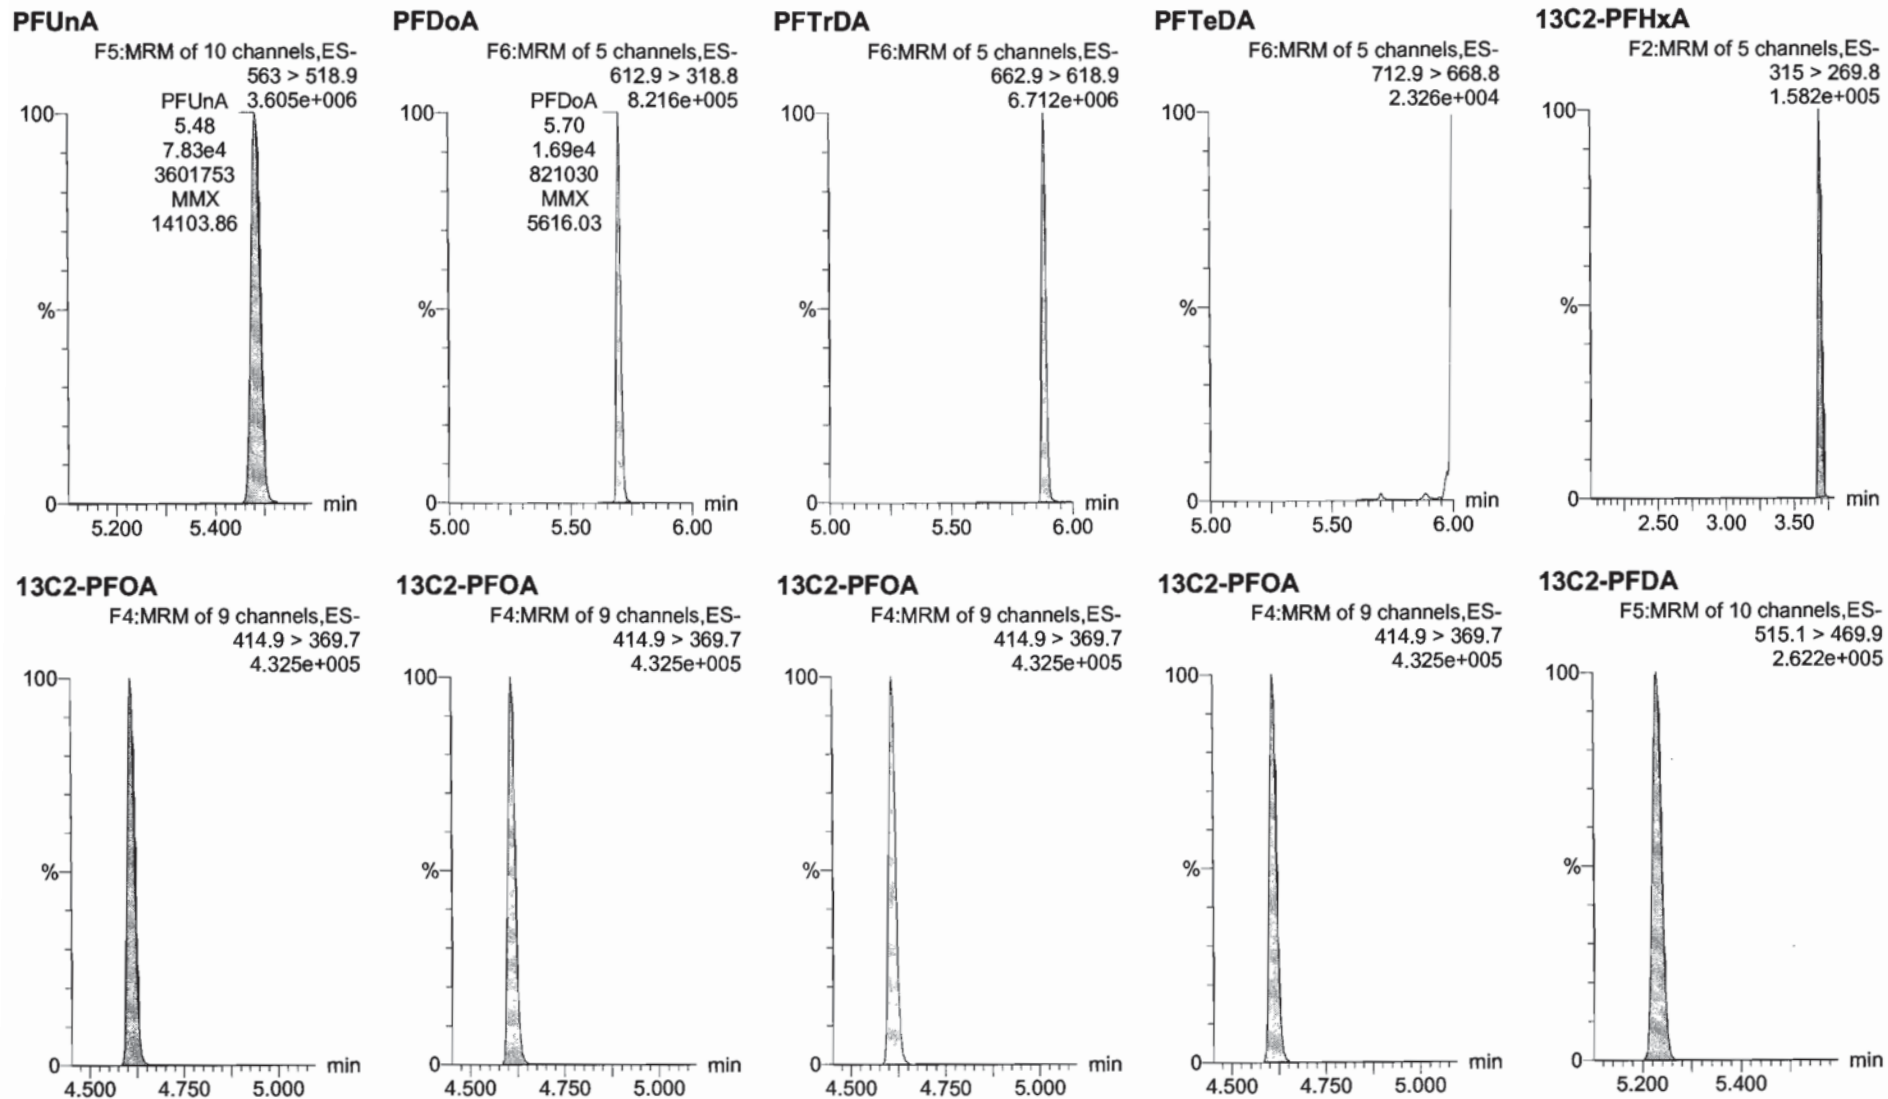 PFUnA
F5:MRM of 10 channels,ES-
563 > 518.9
PFUnA 3.605e+006
5.48
7.83e4
3601753
MMX
14103.86
100
%
0
min
5.200 5.400
PFDoA
F6:MRM of 5 channels,ES-
612.9 > 318.8
PFDoA 8.216e+005
5.70
1.69e4
821030
MMX
5616.03
100
%
0
min
5.00 5.50 6.00
PFTrDA
F6:MRM of 5 channels,ES-
662.9 > 618.9
6.712e+006
100
%
0
min
5.00 5.50 6.00
PFTeDA
F6:MRM of 5 channels,ES-
712.9 > 668.8
2.326e+004
100
%
0
min
5.00 5.50 6.00
13C2-PFHxA
F2:MRM of 5 channels,ES-
315 > 269.8
1.582e+005
100
%
0
min
2.50 3.00 3.50
13C2-PFOA
F4:MRM of 9 channels,ES-
414.9 > 369.7
4.325e+005
100
%
0
min
4.500 4.750 5.000
13C2-PFOA
F4:MRM of 9 channels,ES-
414.9 > 369.7
4.325e+005
100
%
0
min
4.500 4.750 5.000
13C2-PFOA
F4:MRM of 9 channels,ES-
414.9 > 369.7
4.325e+005
100
%
0
min
4.500 4.750 5.000
13C2-PFOA
F4:MRM of 9 channels,ES-
414.9 > 369.7
4.325e+005
100
%
0
min
4.500 4.750 5.000
13C2-PFDA
F5:MRM of 10 channels,ES-
515.1 > 469.9
2.622e+005
100
%
0
min
5.200 5.400